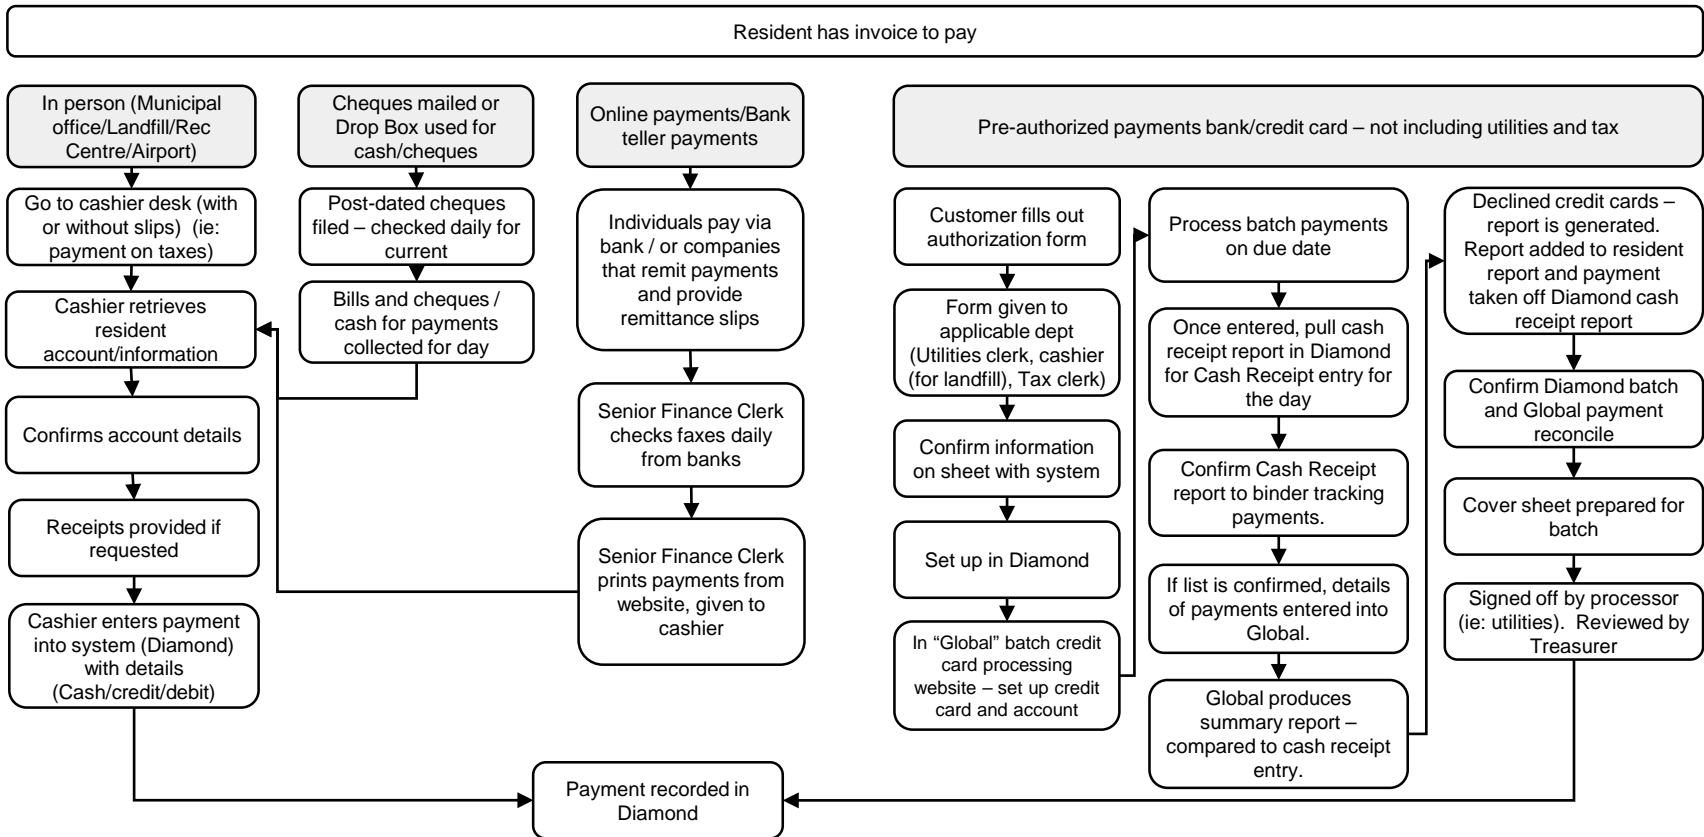 Resident has invoice to pay
In person (Municipal
office/Landfill/Rec
Centre/Airport)
Go to cashier desk (with
or without slips)  (ie:
payment on taxes)
Cashier retrieves
resident
account/information
Confirms account details
Receipts provided if
requested
Cashier enters payment
into system (Diamond)
with details
(Cash/credit/debit)
Cheques mailed or
Drop Box used for
cash/cheques
Post-dated cheques
filed – checked daily for
current
Bills and cheques /
cash for payments
collected for day
Online payments/Bank
teller payments
Individuals pay via
bank / or companies
that remit payments
and provide
remittance slips
Senior Finance Clerk
checks faxes daily
from banks
Senior Finance Clerk
prints payments from
website, given to
cashier
Pre-authorized payments bank/credit card – not including utilities and tax
Customer fills out
authorization form
Form given to
applicable dept
(Utilities clerk, cashier
(for landfill), Tax clerk)
Confirm information
on sheet with system
Set up in Diamond
In “Global” batch credit
card processing
website – set up credit
card and account
Process batch payments
on due date
Once entered, pull cash
receipt report in Diamond
for Cash Receipt entry for
the day
Confirm Cash Receipt
report to binder tracking
payments.
If list is confirmed, details
of payments entered into
Global.
Global produces
summary report –
compared to cash receipt
entry.
Declined credit cards –
report is generated.
Report added to resident
report and payment
taken off Diamond cash
receipt report
Confirm Diamond batch
and Global payment
reconcile
Cover sheet prepared for
batch
Signed off by processor
(ie: utilities).  Reviewed by
Treasurer
Payment recorded in
Diamond